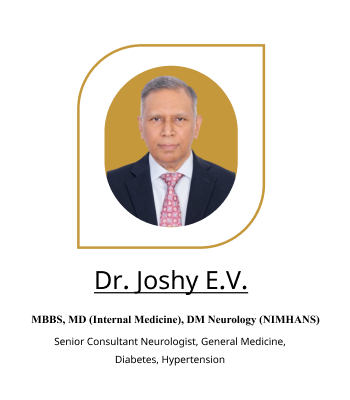 Dr. Joshy E.V.
MBBS, MD (Internal Medicine), DM Neurology (NIMHANS)
Senior Consultant Neurologist, General Medicine,
Diabetes, Hypertension